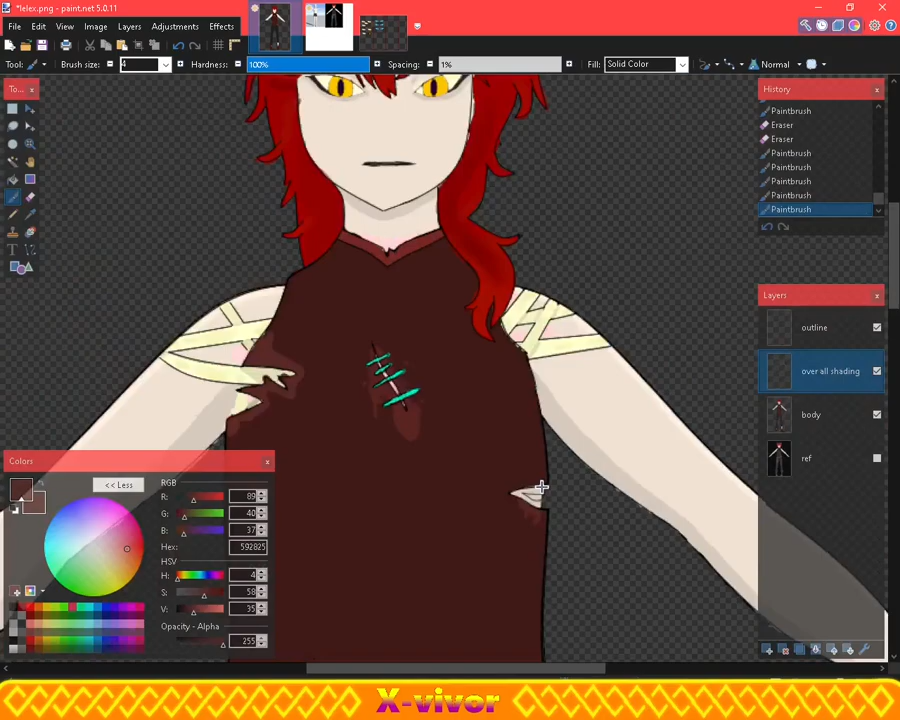 *lelex.png - paint.net 5.0.11
File Edit View Image Layers Adjustments Effects
Tool: Brush size: 4 Hardness: 100% Spacing: 1% Fill: Solid Color Normal
To... x
History
Paintbrush
Eraser
Eraser
Paintbrush
Paintbrush
Paintbrush
Paintbrush
Paintbrush
Layers
outline
over all shading
body
ref
Colors
<< Less
RGB
R: 89
G: 40
B: 37
Hex: 592825
HSV
H: 4
S: 58
V: 35
Opacity - Alpha
255
X-vivor